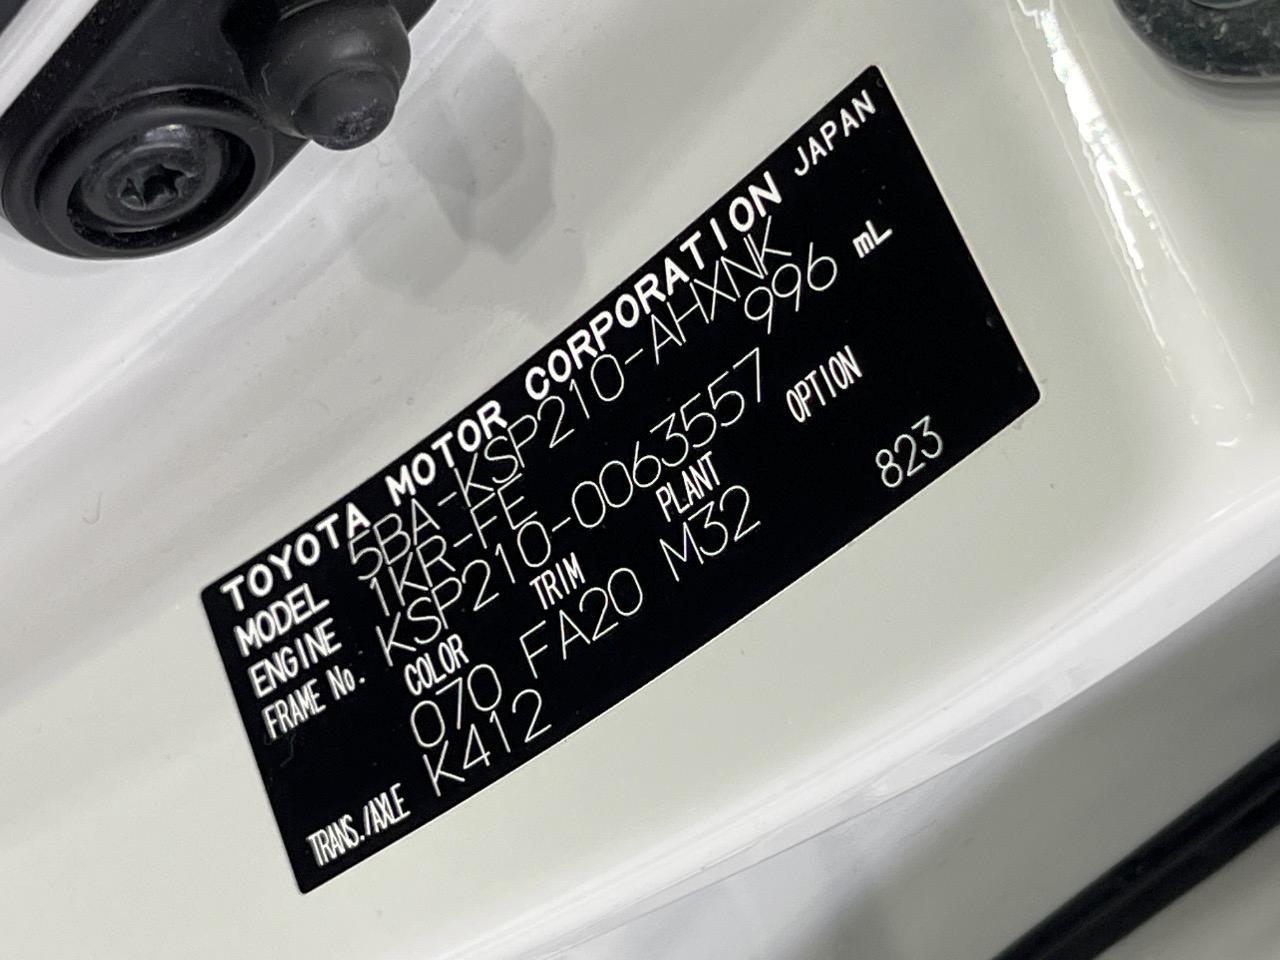 TOYOTA MOTOR CORPORATION JAPAN
MODEL 5BA-KSP210-AHXNK
ENGINE 1KR-FE 996 mL
FRAME No. KSP210-0063557
COLOR TRIM PLANT OPTION
070 FA20 M32 823
TRANS./AXLE K412